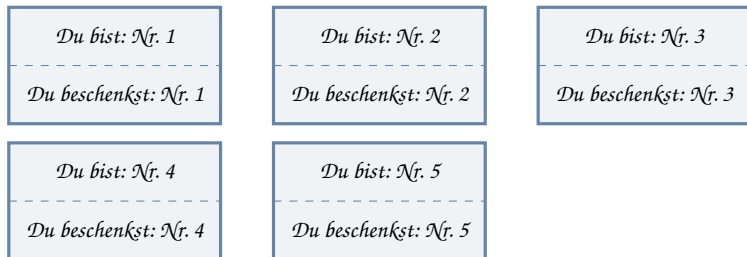 Du bist: Nr. 1
Du beschenkst: Nr. 1
Du bist: Nr. 2
Du beschenkst: Nr. 2
Du bist: Nr. 3
Du beschenkst: Nr. 3
Du bist: Nr. 4
Du beschenkst: Nr. 4
Du bist: Nr. 5
Du beschenkst: Nr. 5